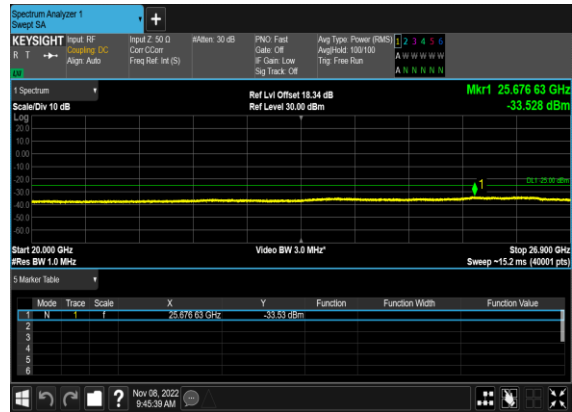 Spectrum Analyzer 1
Swept SA
+
KEYSIGHT Input: RF Input Z: 50 Ω #Atten: 30 dB PNO: Fast Avg Type: Power (RMS) 1 2 3 4 5 6
R T Coupling: DC Corr CCorr Gate: Off Avg|Hold: 100/100 A W W W W W
Align: Auto Freq Ref: Int (S) IF Gain: Low Trig: Free Run A N N N N N
Sig Track: Off
1 Spectrum Ref Lvl Offset 18.34 dB Mkr1 25.676 63 GHz
Scale/Div 10 dB Ref Level 30.00 dBm -33.528 dBm
Log
20.0
10.0
0.00
-10.0
-20.0
1 DL1 -25.00 dBm
-30.0
-40.0
-50.0
-60.0
Start 20.000 GHz Video BW 3.0 MHz* Stop 26.900 GHz
#Res BW 1.0 MHz Sweep ~15.2 ms (40001 pts)
5 Marker Table
Mode Trace Scale X Y Function Function Width Function Value
1 N 1 f 25.676 63 GHz -33.53 dBm
2
3
4
5
6
? Nov 08, 2022
9:45:39 AM